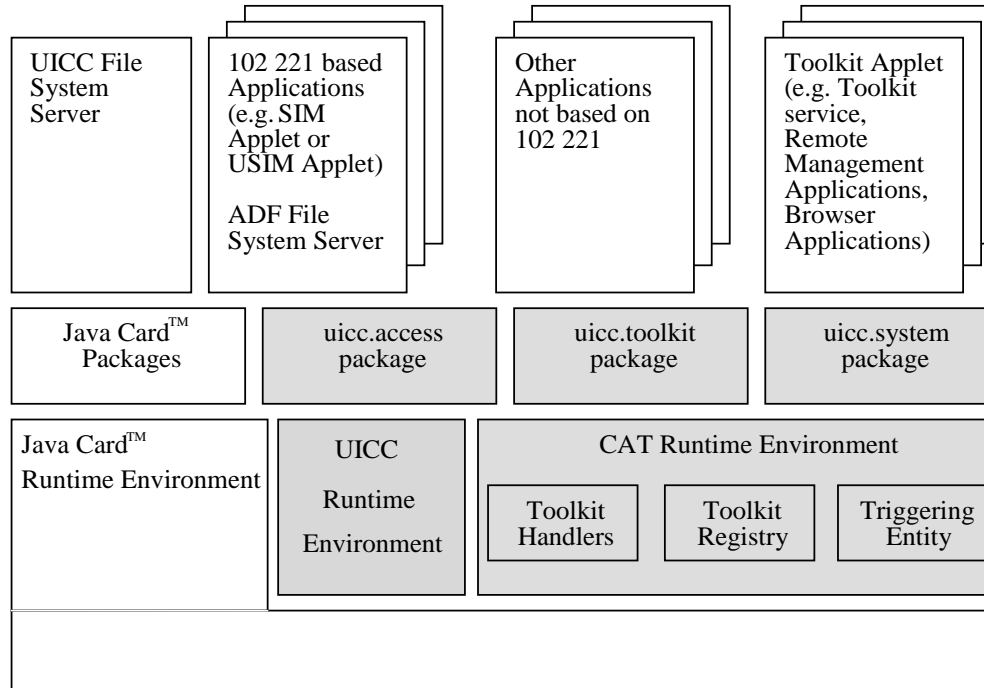 UICC File
System
Server
102 221 based
Applications
(e.g. SIM
Applet or
USIM Applet)
ADF File
System Server
Other
Applications
not based on
102 221
Toolkit Applet
(e.g. Toolkit
service,
Remote
Management
Applications,
Browser
Applications)
Java Card™
Packages
uicc.access
package
uicc.toolkit
package
uicc.system
package
Java Card™
Runtime Environment
UICC
Runtime
Environment
CAT Runtime Environment
Toolkit
Handlers
Toolkit
Registry
Triggering
Entity